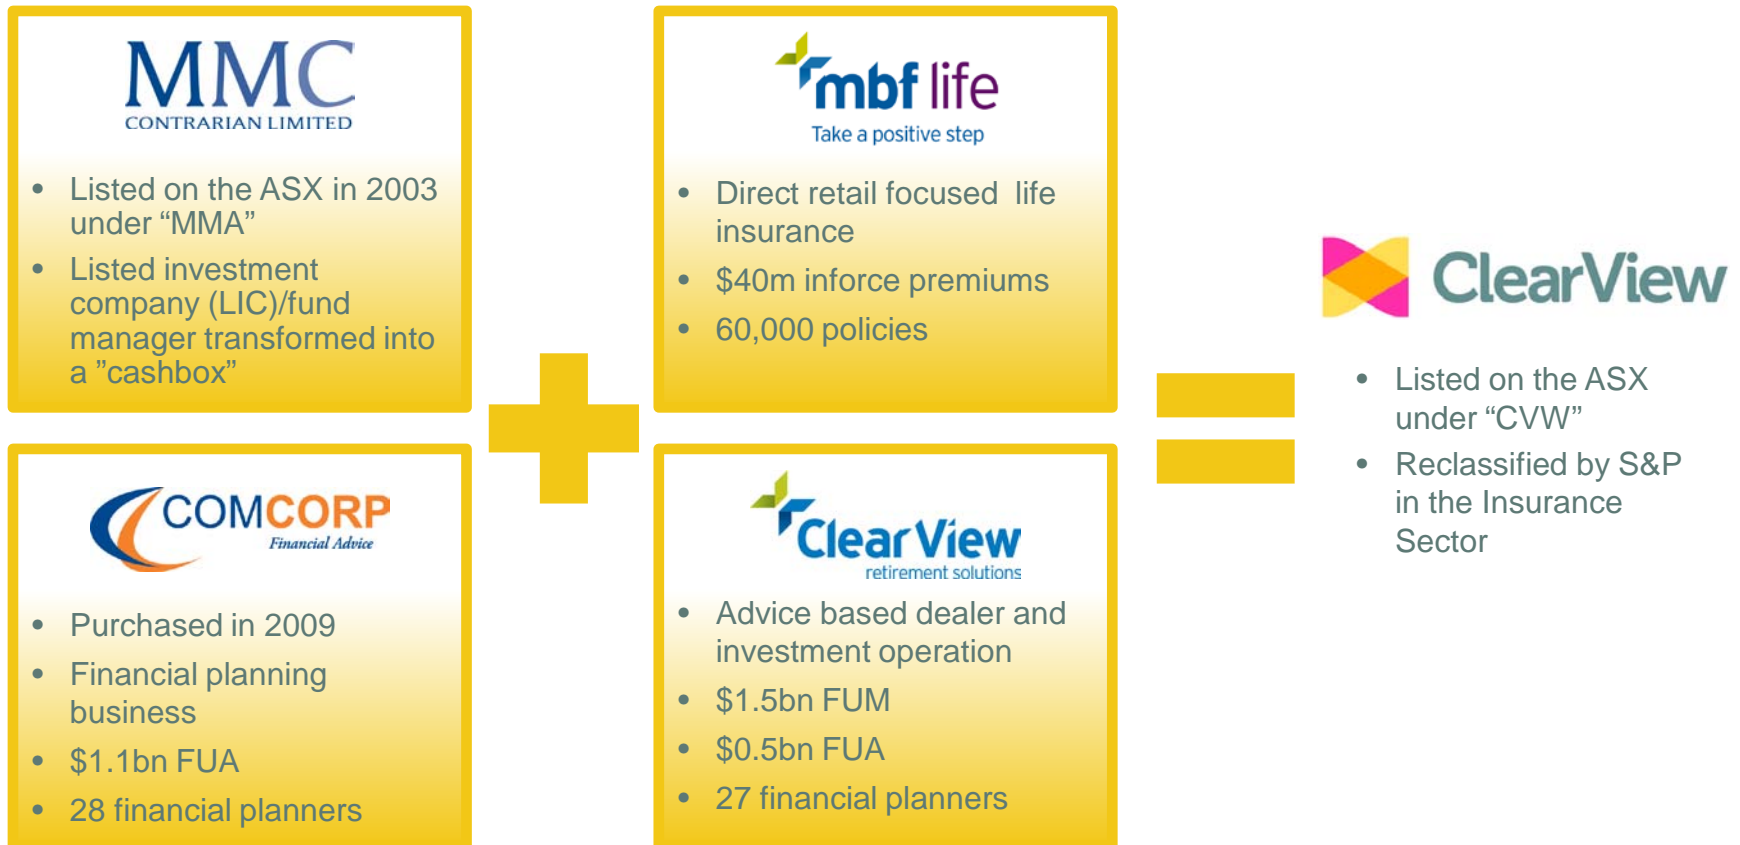 MMC
CONTRARIAN LIMITED
• Listed on the ASX in 2003
under “MMA”
• Listed investment
company (LIC)/fund
manager transformed into
a ”cashbox”
COMCORP
Financial Advice
• Purchased in 2009
• Financial planning
business
• $1.1bn FUA
• 28 financial planners
mbf life
Take a positive step
• Direct retail focused life
insurance
• $40m inforce premiums
• 60,000 policies
ClearView
retirement solutions
• Advice based dealer and
investment operation
• $1.5bn FUM
• $0.5bn FUA
• 27 financial planners
ClearView
• Listed on the ASX
under “CVW”
• Reclassified by S&P
in the Insurance
Sector